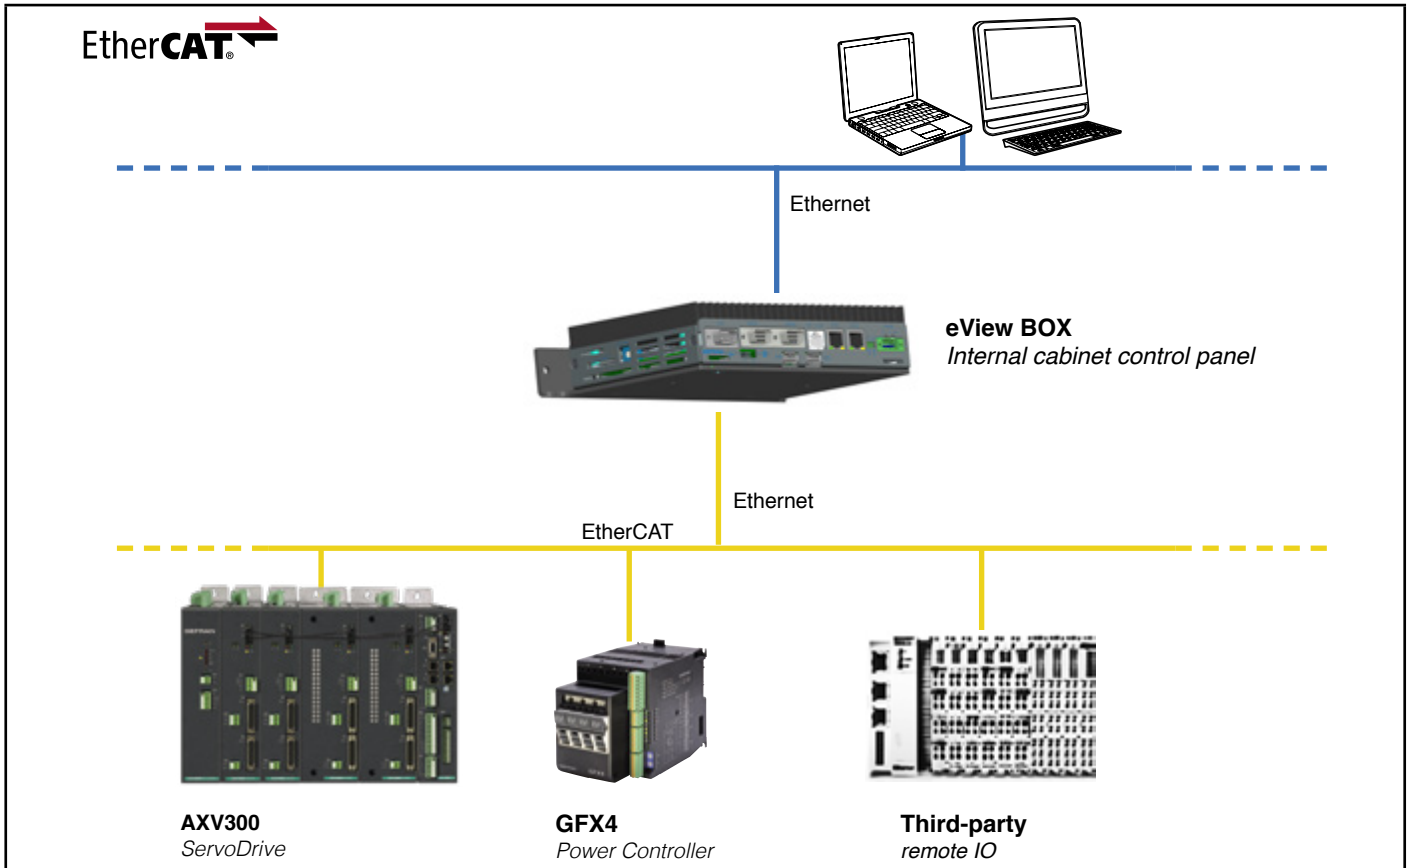 EtherCAT®
Ethernet
eView BOX
Internal cabinet control panel
Ethernet
EtherCAT
AXV300
ServoDrive
GFX4
Power Controller
Third-party
remote IO